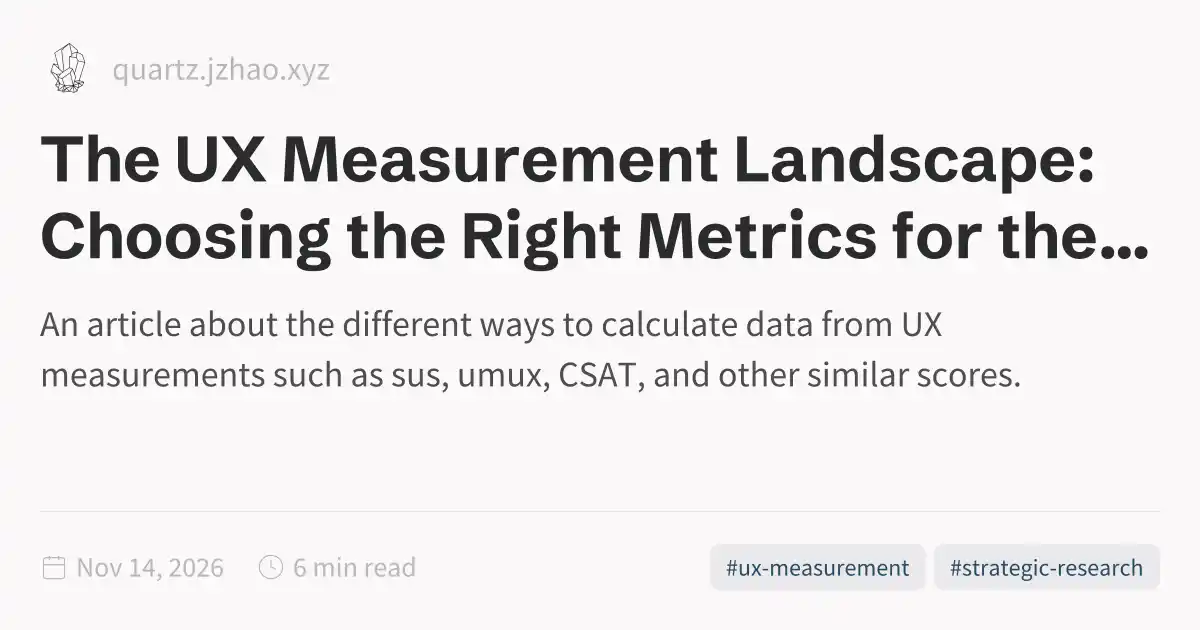 quartz.jzhao.xyz
The UX Measurement Landscape:
Choosing the Right Metrics for the...
An article about the different ways to calculate data from UX
measurements such as sus, umux, CSAT, and other similar scores.
Nov 14, 2026 6 min read #ux-measurement #strategic-research